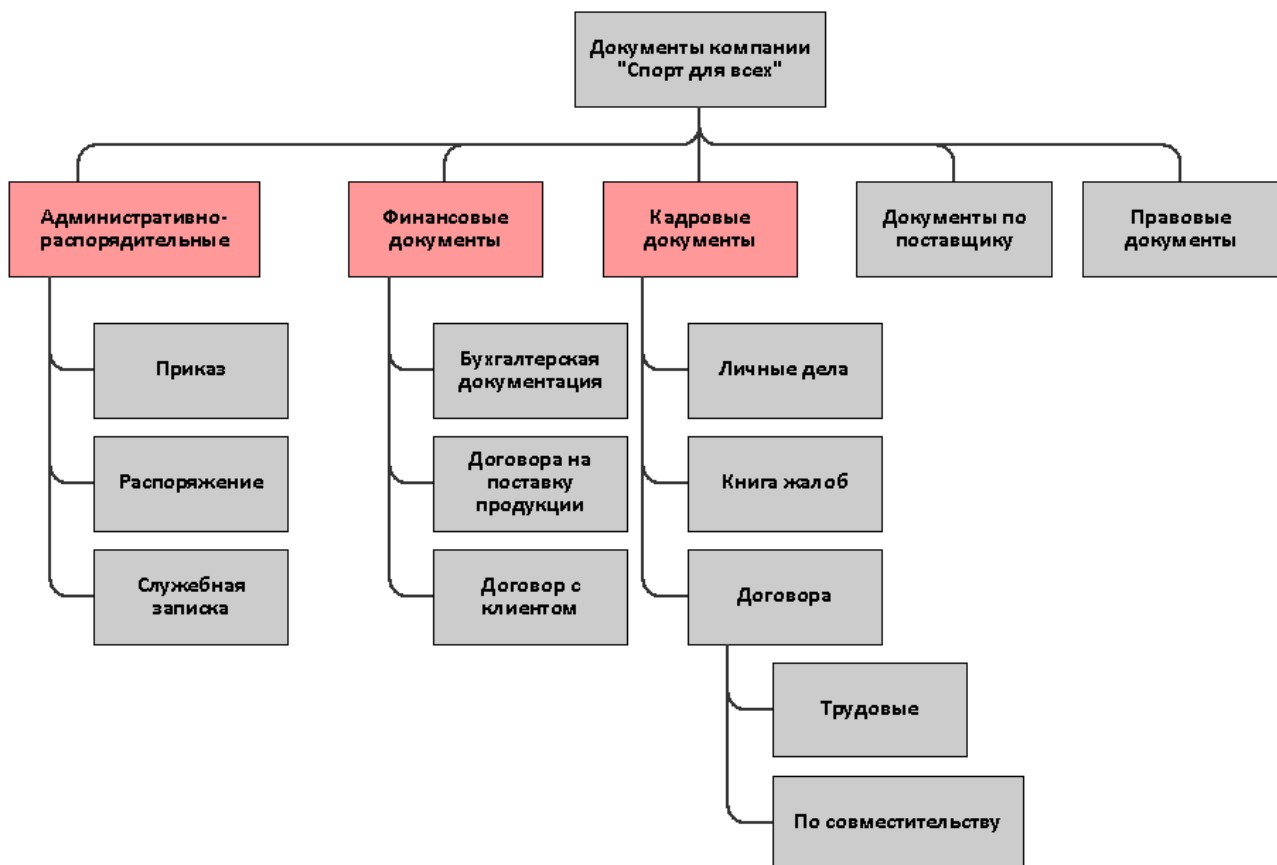 Документы компании
"Спорт для всех"
Административно-
распорядительные
Финансовые
документы
Кадровые
документы
Документы по
поставщику
Правовые
документы
Приказ
Бухгалтерская
документация
Личные дела
Распоряжение
Договора на
поставку
продукции
Книга жалоб
Служебная
записка
Договор с
клиентом
Договора
Трудовые
По совместительству